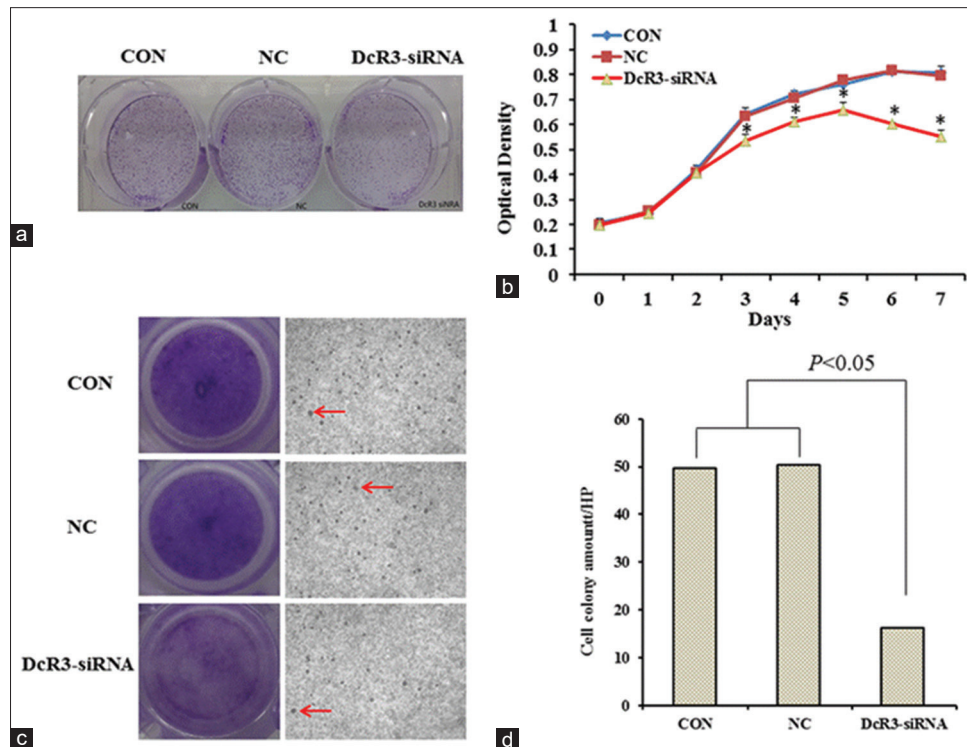 CON NC DcR3-siRNA
CON NC DcR3 siNRA
a
CON
NC
DcR3-siRNA
Optical Density
1
0.9
0.8
0.7
0.6
0.5
0.4
0.3
0.2
0.1
0
* * * * *
0 1 2 3 4 5 6 7
Days
b
CON
NC
DcR3-siRNA
c
P<0.05
Cell colony amountt/HP
60
50
40
30
20
10
0
CON NC DcR3-siRNA
d